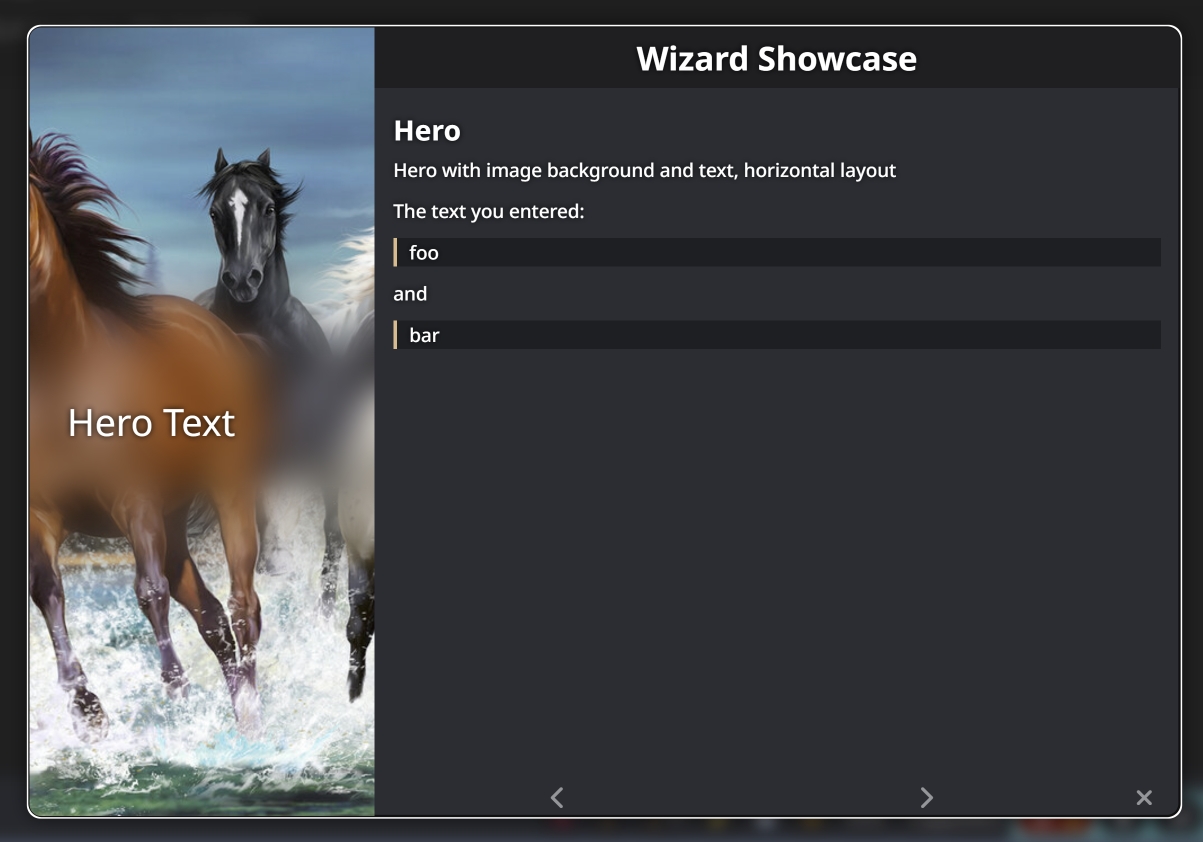 Wizard Showcase
Hero
Hero with image background and text, horizontal layout
The text you entered:
foo
and
bar
Hero Text